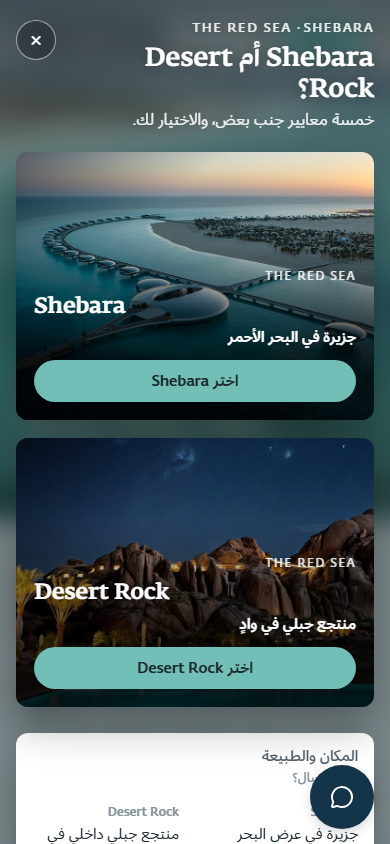 THE RED SEA · SHEBARA
Shebara أم Desert
Rock؟
خمسة معايير جنب بعض، والاختيار لك.
THE RED SEA
Shebara
جزيرة في البحر الأحمر
اختر Shebara
THE RED SEA
Desert Rock
منتجع جبلي في وادٍ
اختر Desert Rock
المكان والطبيعة
Desert Rock
جزيرة في عرض البحر
منتجع جبلي داخلي في